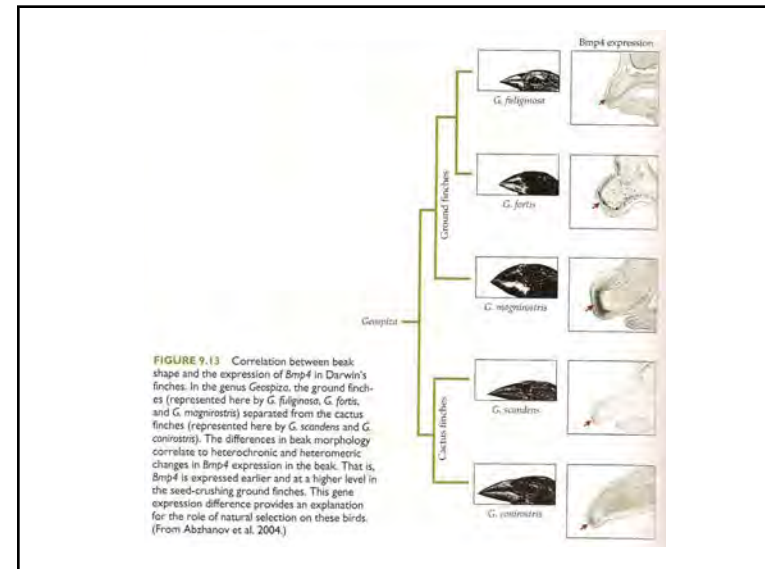 Bmp4 expression
G. fuliginosa
G. fortis
Ground finches
G. magnirostris
Geospiza
G. scandens
Cactus finches
G. conirostris
FIGURE 9.13 Correlation between beak
shape and the expression of Bmp4 in Darwin's
finches. In the genus Geospiza, the ground finch-
es (represented here by G. fuliginosa, G. fortis,
and G. magnirostris) separated from the cactus
finches (represented here by G. scandens and G.
conirostris). The differences in beak morphology
correlate to heterochronic and heterometric
changes in Bmp4 expression in the beak. That is,
Bmp4 is expressed earlier and at a higher level in
the seed-crushing ground finches. This gene
expression difference provides an explanation
for the role of natural selection on these birds.
(From Abzhanov et al. 2004.)